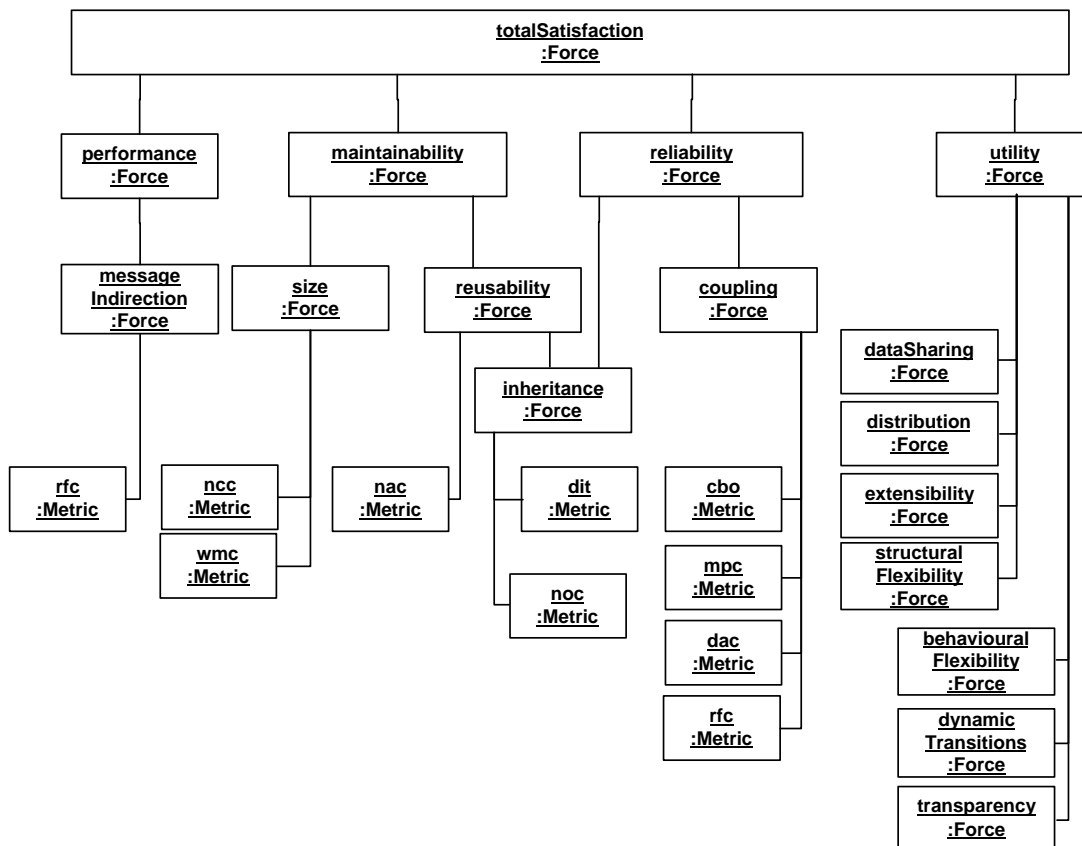 totalSatisfaction
:Force
performance
:Force
maintainability
:Force
reliability
:Force
utility
:Force
message
Indirection
:Force
size
:Force
reusability
:Force
coupling
:Force
inheritance
:Force
dataSharing
:Force
distribution
:Force
extensibility
:Force
structural
Flexibility
:Force
rfc
:Metric
ncc
:Metric
wmc
:Metric
nac
:Metric
dit
:Metric
noc
:Metric
cbo
:Metric
mpc
:Metric
dac
:Metric
rfc
:Metric
behavioural
Flexibility
:Force
dynamic
Transitions
:Force
transparency
:Force